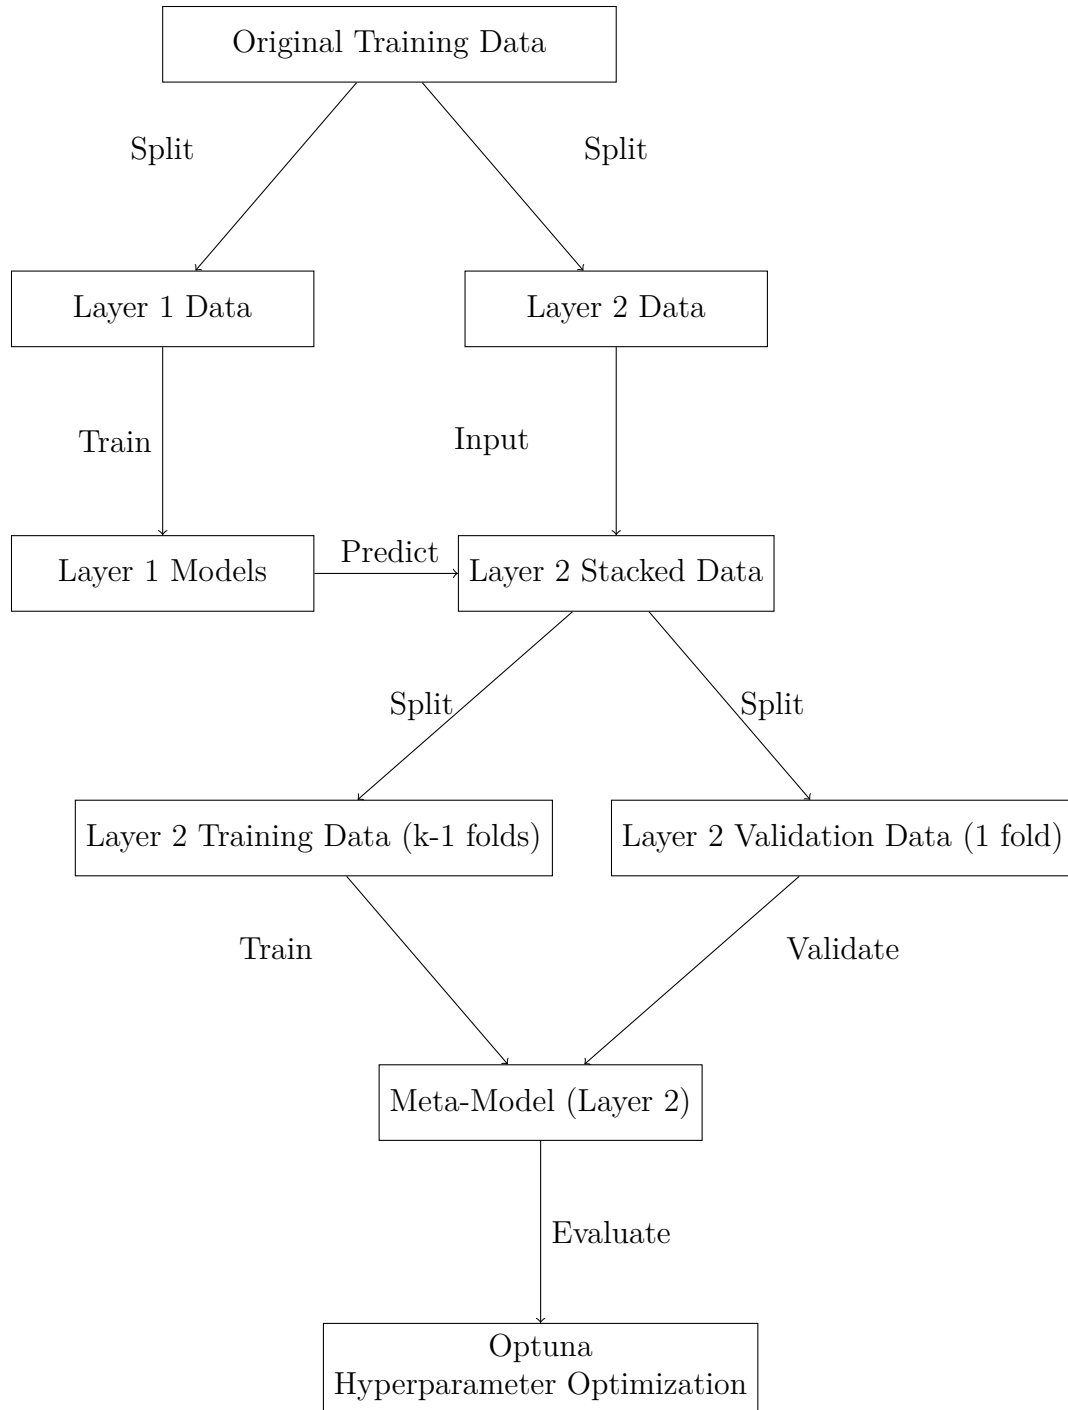 Original Training Data
Split
Split
Layer 1 Data
Layer 2 Data
Train
Input
Layer 1 Models
Predict
Layer 2 Stacked Data
Split
Split
Layer 2 Training Data (k-1 folds)
Layer 2 Validation Data (1 fold)
Train
Validate
Meta-Model (Layer 2)
Evaluate
Optuna
Hyperparameter Optimization